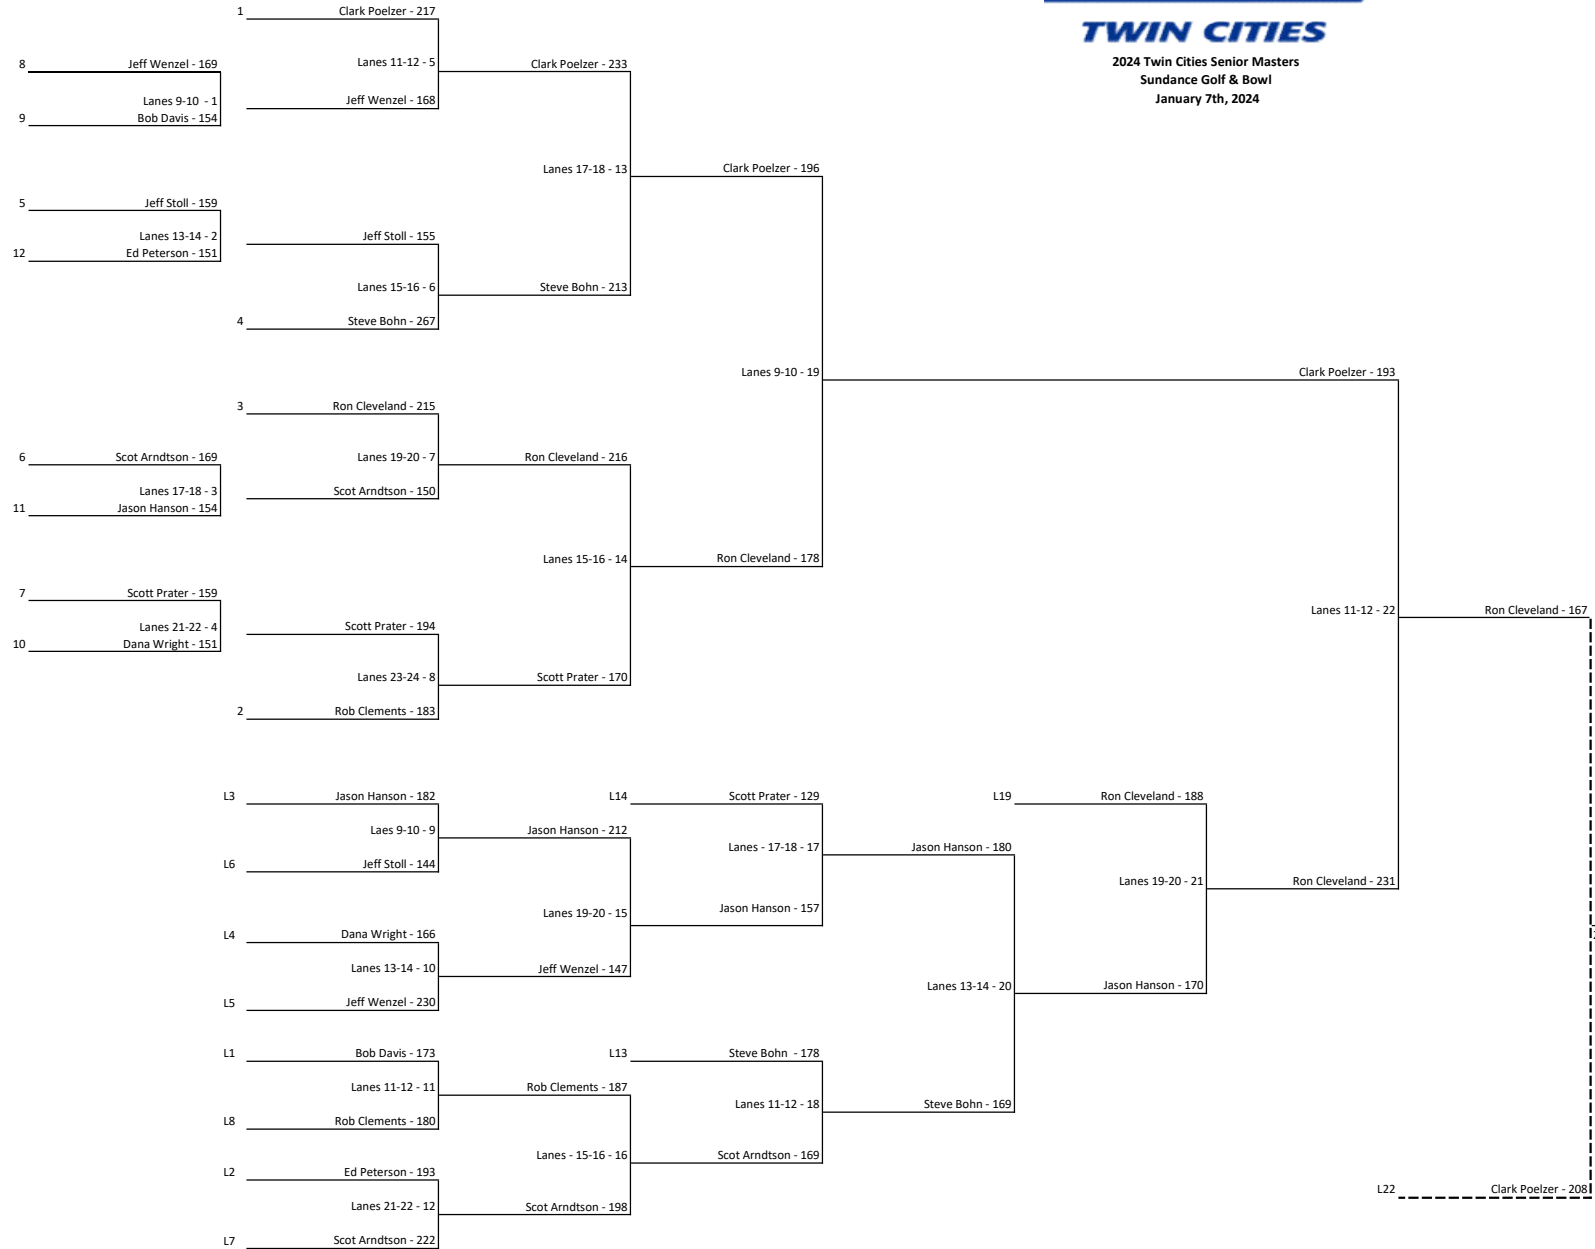 TWIN CITIES
2024 Twin Cities Senior Masters
Sundance Golf & Bowl
January 7th, 2024
1 Clark Poelzer - 217
8 Jeff Wenzel - 169
Lanes 11-12 - 5
Clark Poelzer - 233
Lanes 9-10 - 1
Jeff Wenzel - 168
9 Bob Davis - 154
Lanes 17-18 - 13
Clark Poelzer - 196
5 Jeff Stoll - 159
Lanes 13-14 - 2
Jeff Stoll - 155
12 Ed Peterson - 151
Lanes 15-16 - 6
Steve Bohn - 213
4 Steve Bohn - 267
Lanes 9-10 - 19
Clark Poelzer - 193
3 Ron Cleveland - 215
6 Scot Arndtson - 169
Lanes 19-20 - 7
Ron Cleveland - 216
Lanes 17-18 - 3
Scot Arndtson - 150
11 Jason Hanson - 154
Lanes 15-16 - 14
Ron Cleveland - 178
7 Scott Prater - 159
Lanes 11-12 - 22
Ron Cleveland - 167
Lanes 21-22 - 4
Scott Prater - 194
10 Dana Wright - 151
Lanes 23-24 - 8
Scott Prater - 170
2 Rob Clements - 183
L3 Jason Hanson - 182
L14 Scott Prater - 129
L19 Ron Cleveland - 188
Laes 9-10 - 9
Jason Hanson - 212
Lanes - 17-18 - 17
Jason Hanson - 180
L6 Jeff Stoll - 144
Lanes 19-20 - 21
Ron Cleveland - 231
Lanes 19-20 - 15
Jason Hanson - 157
L4 Dana Wright - 166
Lanes 13-14 - 10
Jeff Wenzel - 147
Lanes 13-14 - 20
Jason Hanson - 170
L5 Jeff Wenzel - 230
L1 Bob Davis - 173
L13 Steve Bohn - 178
Lanes 11-12 - 11
Rob Clements - 187
Lanes 11-12 - 18
Steve Bohn - 169
L8 Rob Clements - 180
Lanes - 15-16 - 16
Scot Arndtson - 169
L2 Ed Peterson - 193
L22 Clark Poelzer - 208
Lanes 21-22 - 12
Scot Arndtson - 198
L7 Scot Arndtson - 222